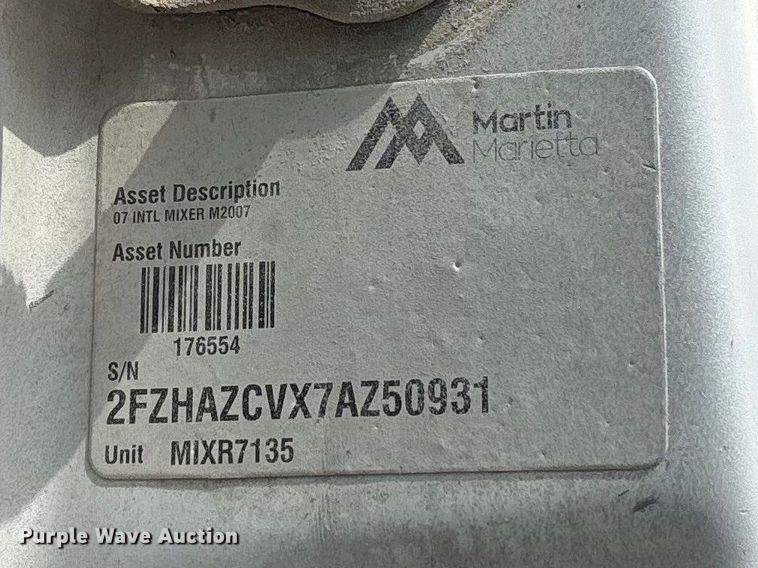 Martin
Marietta
Asset Description
07 INTL MIXER M2007
Asset Number
176554
S/N
2FZHAZCVX7AZ50931
Unit MIXR7135
Purple Wave Auction